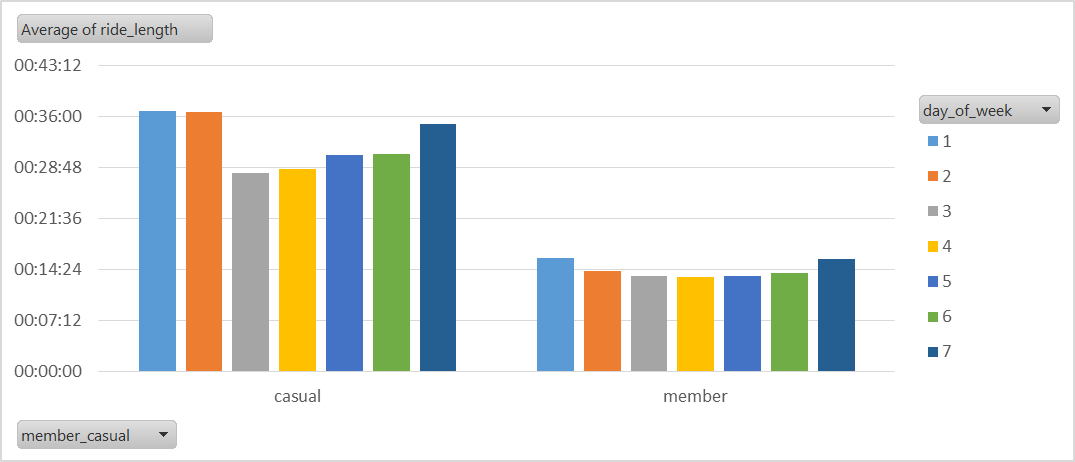 Average of ride_length
00:43:12
00:36:00
00:28:48
00:21:36
00:14:24
00:07:12
00:00:00
casual
member
day_of_week
1
2
3
4
5
6
7
member_casual